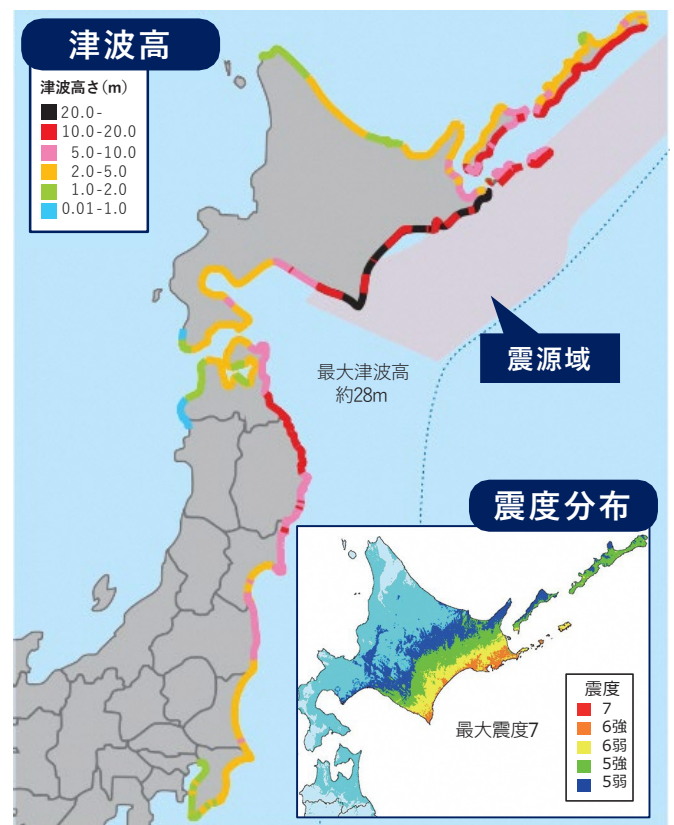 津波高
津波高さ(m)
20.0-
10.0-20.0
5.0-10.0
2.0-5.0
1.0-2.0
0.01-1.0
震源域
最大津波高
約28m
震度分布
最大震度7
震度
7
6強
6弱
5強
5弱